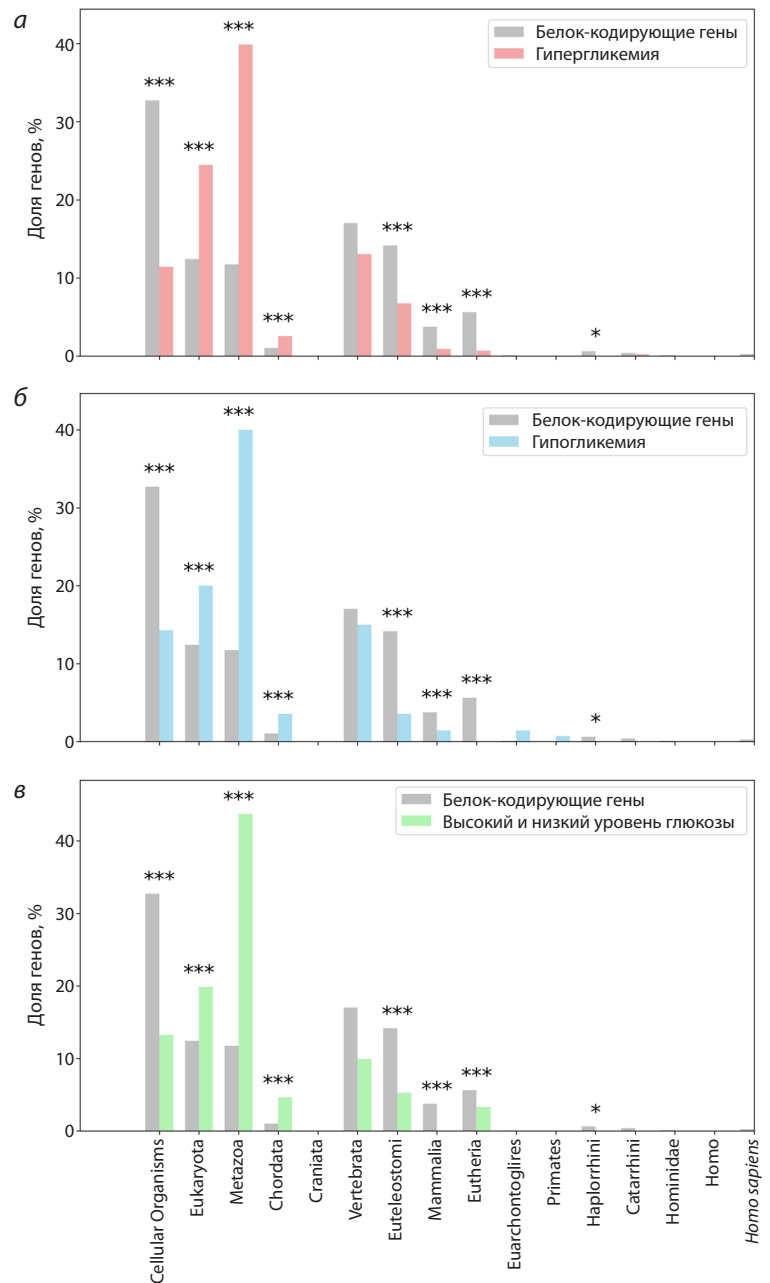 а
Белок-кодирующие гены
Гипергликемия
Доля генов, %
40
30
20
10
0
***
***
***
***
***
***
***
*
б
Белок-кодирующие гены
Гипогликемия
Доля генов, %
40
30
20
10
0
***
***
***
***
***
***
***
*
в
Белок-кодирующие гены
Высокий и низкий уровень глюкозы
Доля генов, %
40
30
20
10
0
***
***
***
***
***
***
***
*
Cellular Organisms
Eukaryota
Metazoa
Chordata
Craniata
Vertebrata
Euteleostomi
Mammalia
Eutheria
Euarchontoglires
Primates
Haplorrhini
Catarrhini
Hominidae
Homo
Homo sapiens